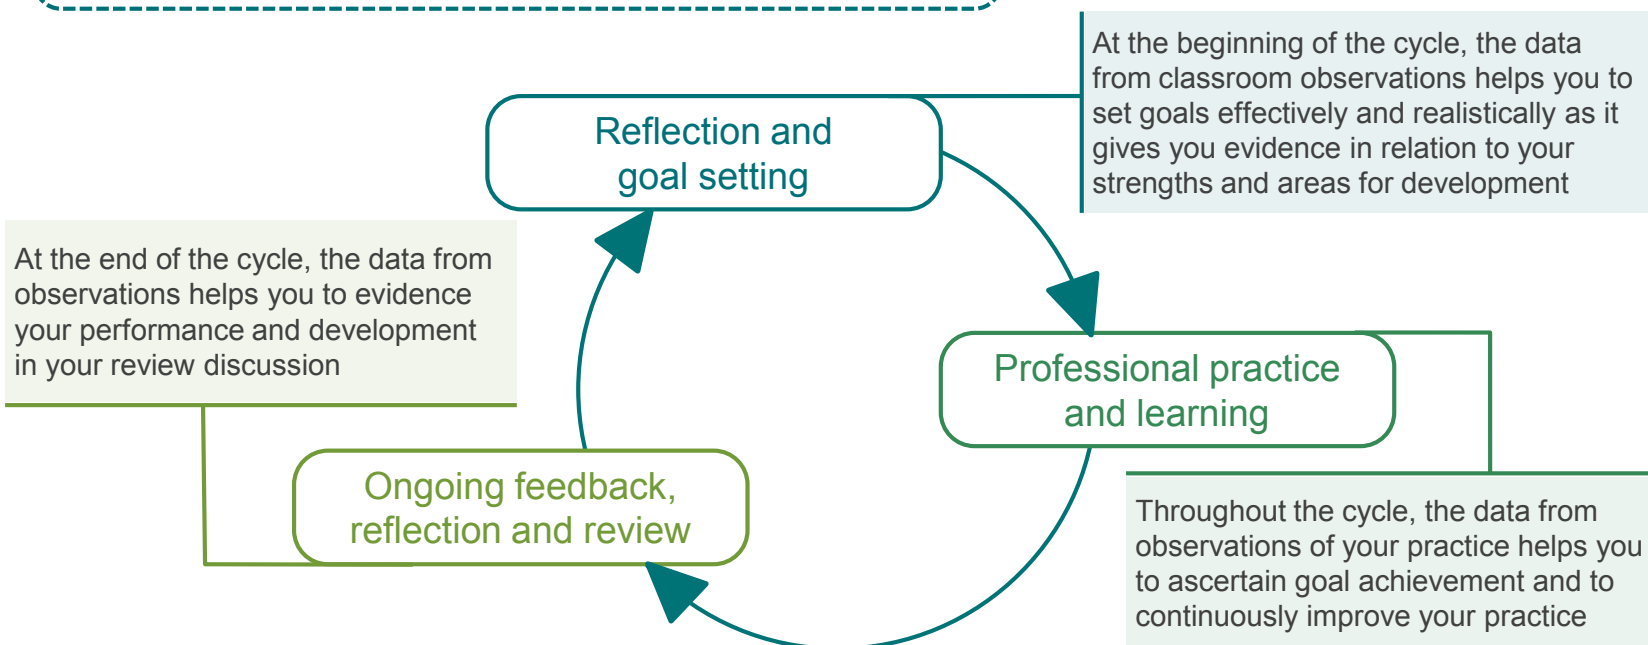 At the beginning of the cycle, the data
from classroom observations helps you to
set goals effectively and realistically as it
gives you evidence in relation to your
strengths and areas for development
Reflection and
goal setting
At the end of the cycle, the data from
observations helps you to evidence
your performance and development
in your review discussion
Professional practice
and learning
Ongoing feedback,
reflection and review
Throughout the cycle, the data from
observations of your practice helps you
to ascertain goal achievement and to
continuously improve your practice